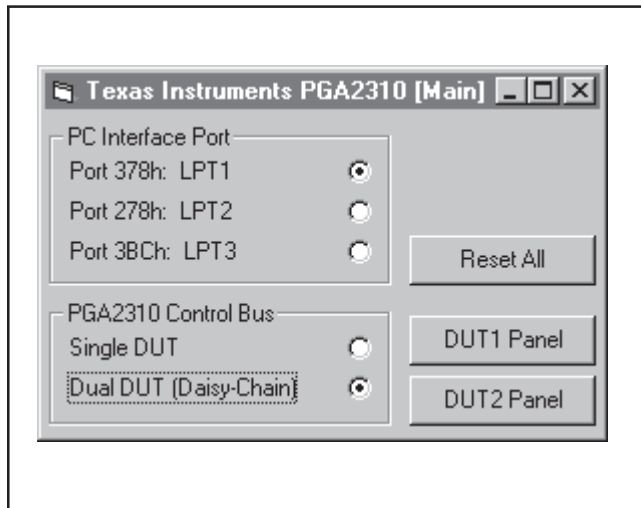 Texas Instruments PGA2310 [Main]
PC Interface Port
Port 378h: LPT1
Port 278h: LPT2
Port 3BCh: LPT3
Reset All
PGA2310 Control Bus
Single DUT
Dual DUT (Daisy-Chain)
DUT1 Panel
DUT2 Panel